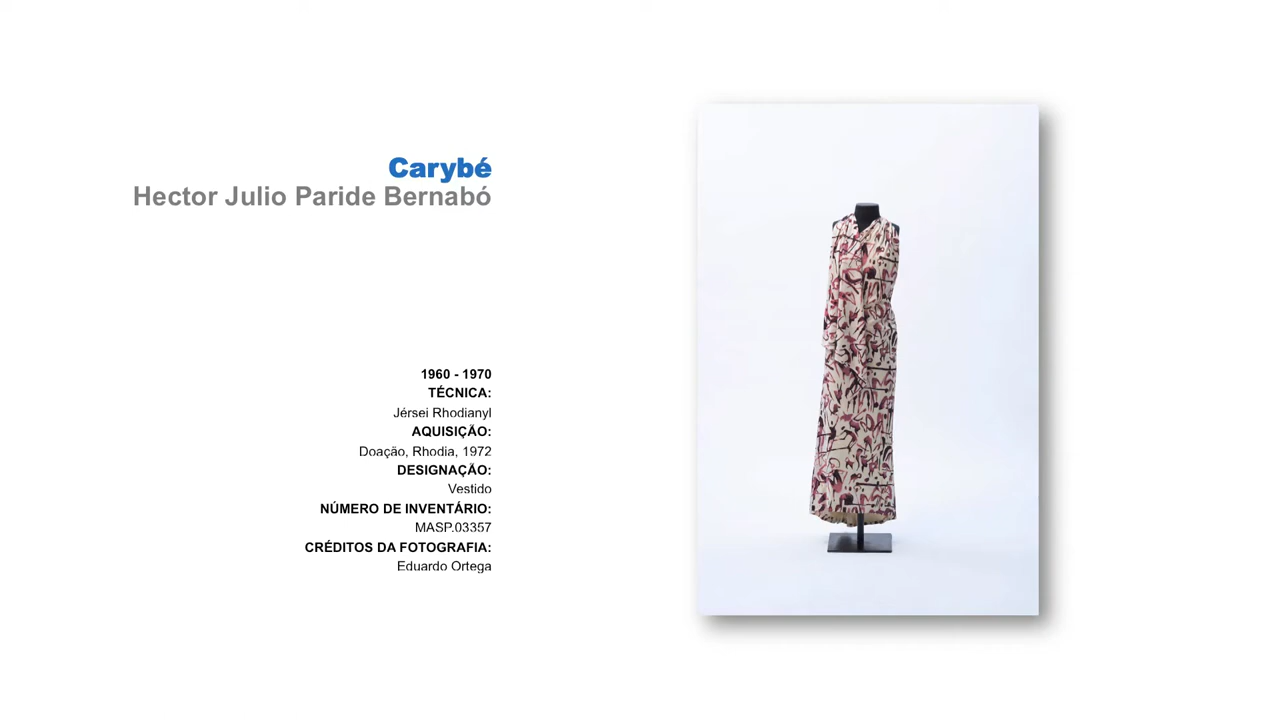 Carybé
Hector Julio Paride Bernabó
1960 - 1970
TÉCNICA:
Jérsei Rhodianyl
AQUISIÇÃO:
Doação, Rhodia, 1972
DESIGNAÇÃO:
Vestido
NÚMERO DE INVENTÁRIO:
MASP.03357
CRÉDITOS DA FOTOGRAFIA:
Eduardo Ortega